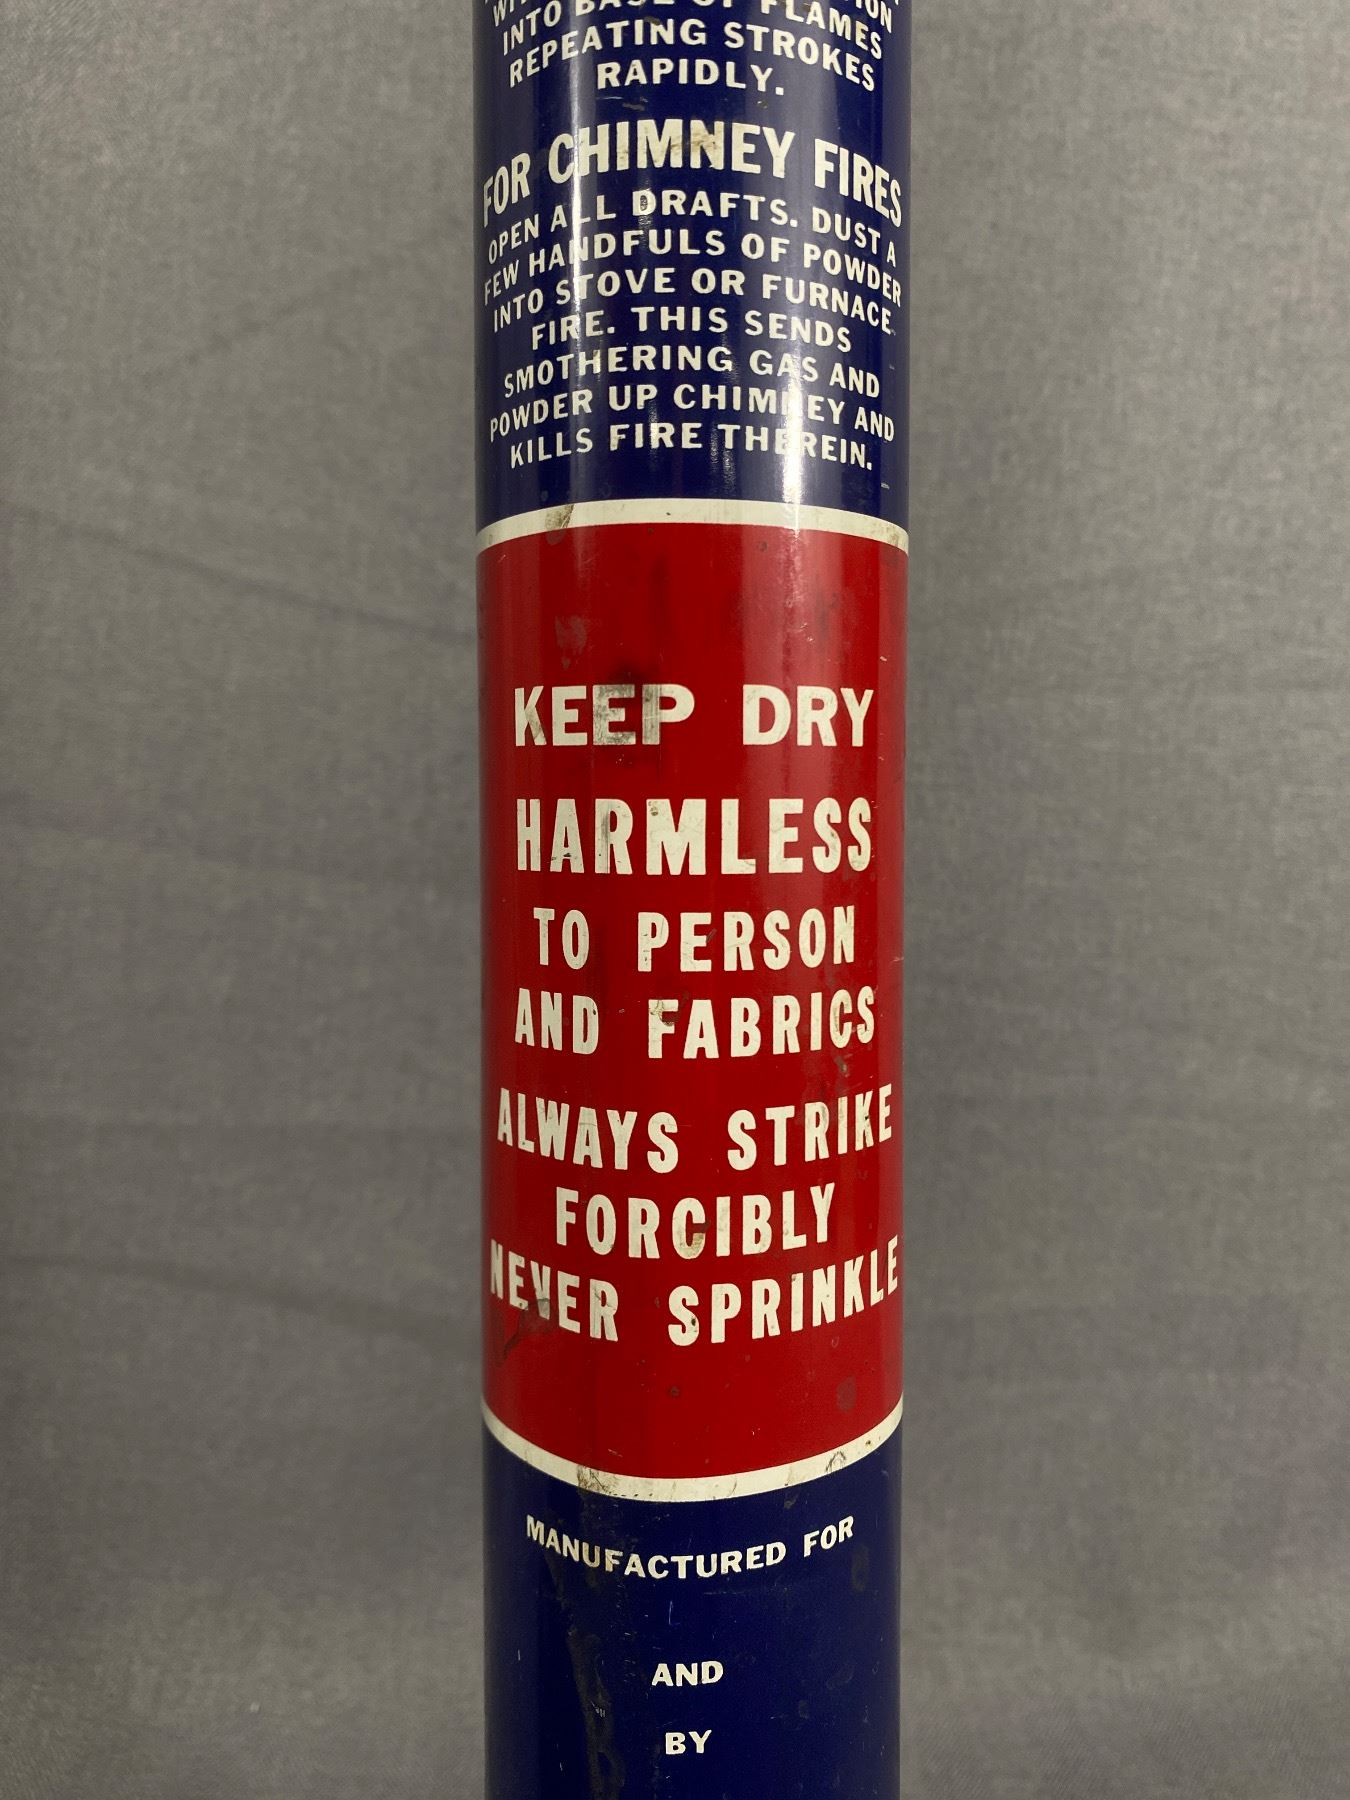 INTO BASE OF FLAMES
REPEATING STROKES
RAPIDLY.
FOR CHIMNEY FIRES
OPEN ALL DRAFTS. DUST A
FEW HANDFULS OF POWDER
INTO STOVE OR FURNACE
FIRE. THIS SENDS
SMOTHERING GAS AND
POWDER UP CHIMNEY AND
KILLS FIRE THEREIN.
KEEP DRY
HARMLESS
TO PERSON
AND FABRICS
ALWAYS STRIKE
FORCIBLY
NEVER SPRINKLE
MANUFACTURED FOR
AND
BY